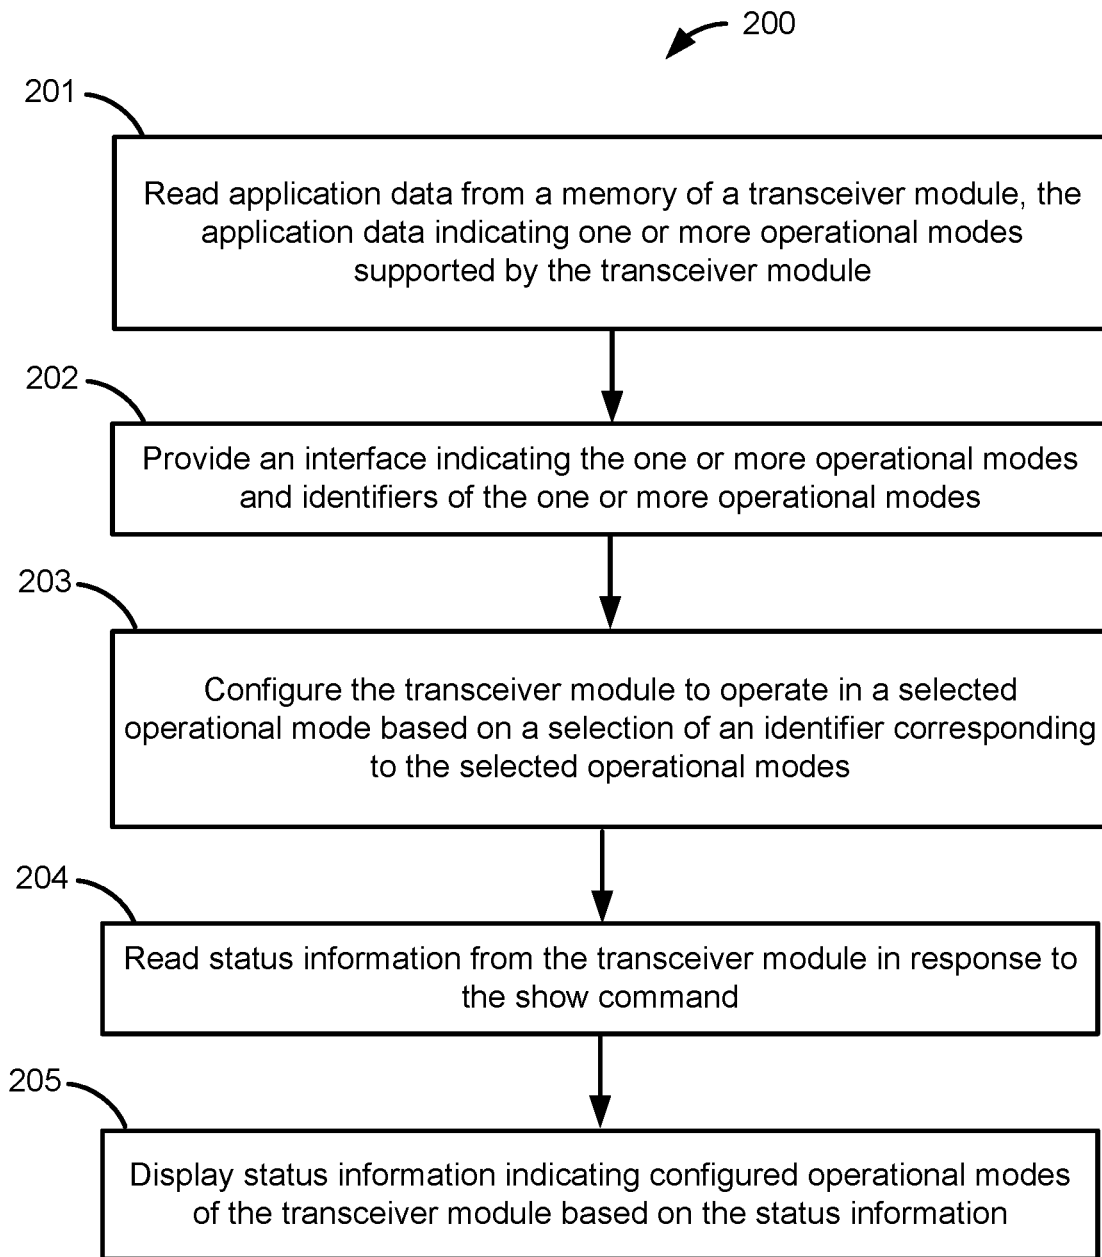 200
201
Read application data from a memory of a transceiver module, the
application data indicating one or more operational modes
supported by the transceiver module
202
Provide an interface indicating the one or more operational modes
and identifiers of the one or more operational modes
203
Configure the transceiver module to operate in a selected
operational mode based on a selection of an identifier corresponding
to the selected operational modes
204
Read status information from the transceiver module in response to
the show command
205
Display status information indicating configured operational modes
of the transceiver module based on the status information